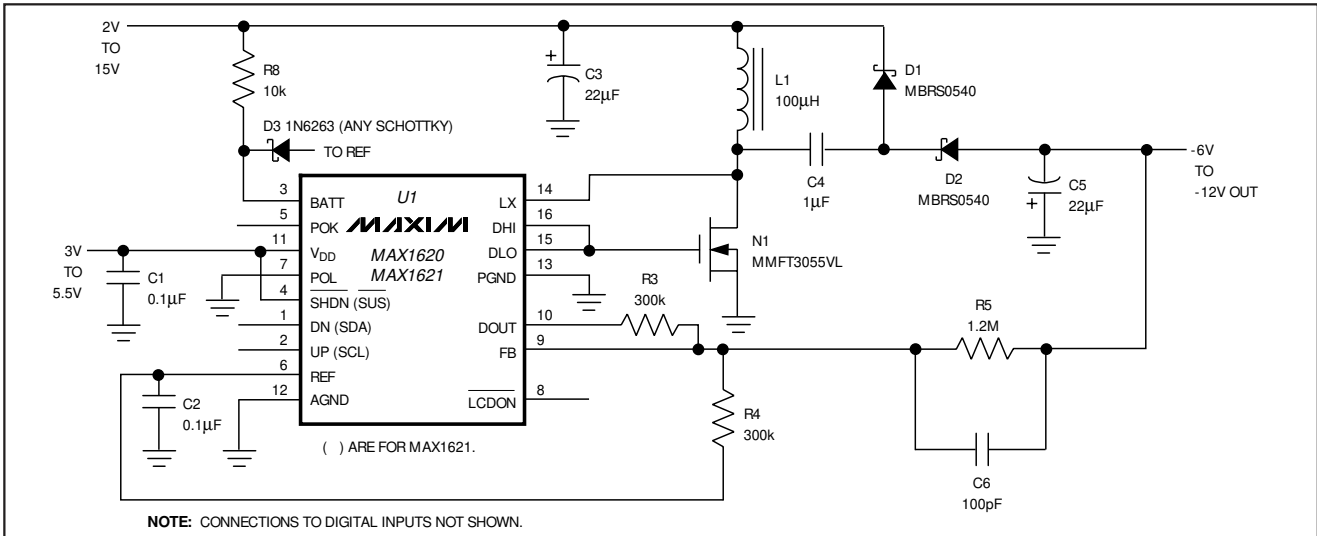 2V
TO
15V
R8
10k
D3 1N6263 (ANY SCHOTTKY)
TO REF
C3
22µF
+
L1
100µH
D1
MBRS0540
C4
1µF
D2
MBRS0540
C5
22µF
+
-6V
TO
-12V OUT
3V
TO
5.5V
C1
0.1µF
C2
0.1µF
U1
MAXIM
MAX1620
MAX1621
3 BATT
5 POK
11 VDD
7 POL
4 SHDN (SUS)
1 DN (SDA)
2 UP (SCL)
6 REF
12 AGND
LX 14
DHI 16
DLO 15
PGND 13
DOUT 10
FB 9
LCDON 8
N1
MMFT3055VL
R3
300k
R4
300k
R5
1.2M
C6
100pF
( ) ARE FOR MAX1621.
NOTE: CONNECTIONS TO DIGITAL INPUTS NOT SHOWN.